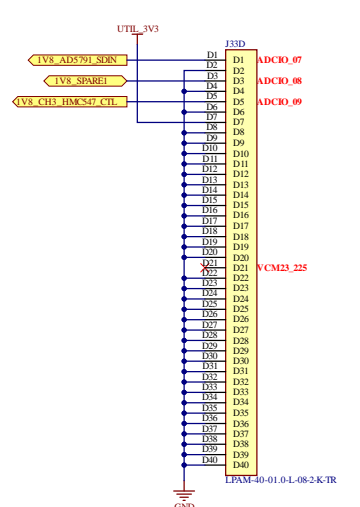 UTIL_3V3
J33D
1V8_AD5791_SDIN D1 D1 ADCIO_07
D2 D2
1V8_SPARE1 D3 D3 ADCIO_08
D4 D4
1V8_CH3_HMC547_CTL D5 D5 ADCIO_09
D6 D6
D7 D7
D8 D8
D9 D9
D10 D10
D11 D11
D12 D12
D13 D13
D14 D14
D15 D15
D16 D16
D17 D17
D18 D18
D19 D19
D20 D20
D21 D21 VCM23_225
D22 D22
D23 D23
D24 D24
D25 D25
D26 D26
D27 D27
D28 D28
D29 D29
D30 D30
D31 D31
D32 D32
D33 D33
D34 D34
D35 D35
D36 D36
D37 D37
D38 D38
D39 D39
D40 D40
LPAM-40-01.0-L-08-2-K-TR
GND